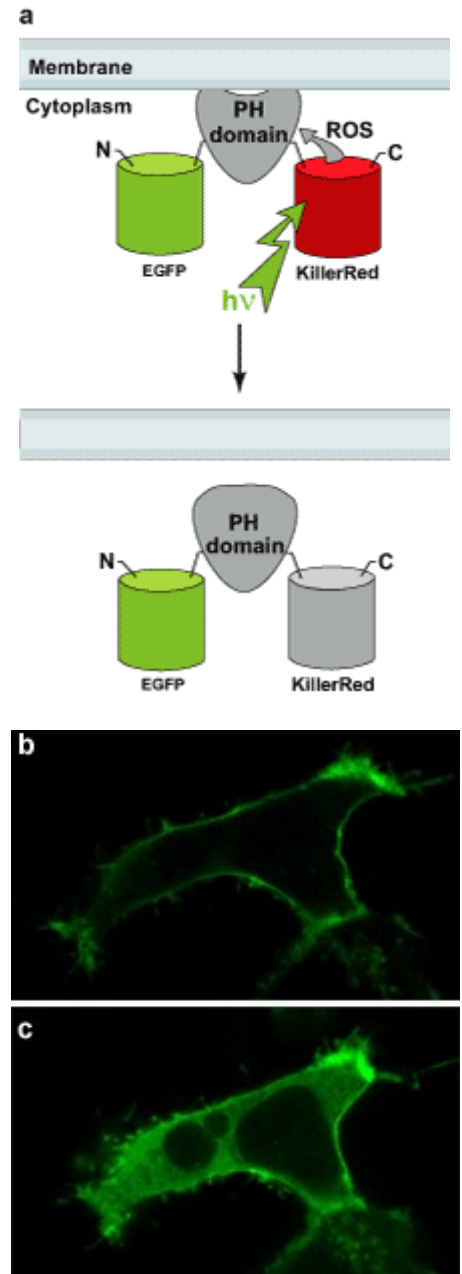 a
Membrane
Cytoplasm
PH
domain
ROS
N
C
EGFP
KillerRed
hν
PH
domain
N
C
EGFP
KillerRed
b
c